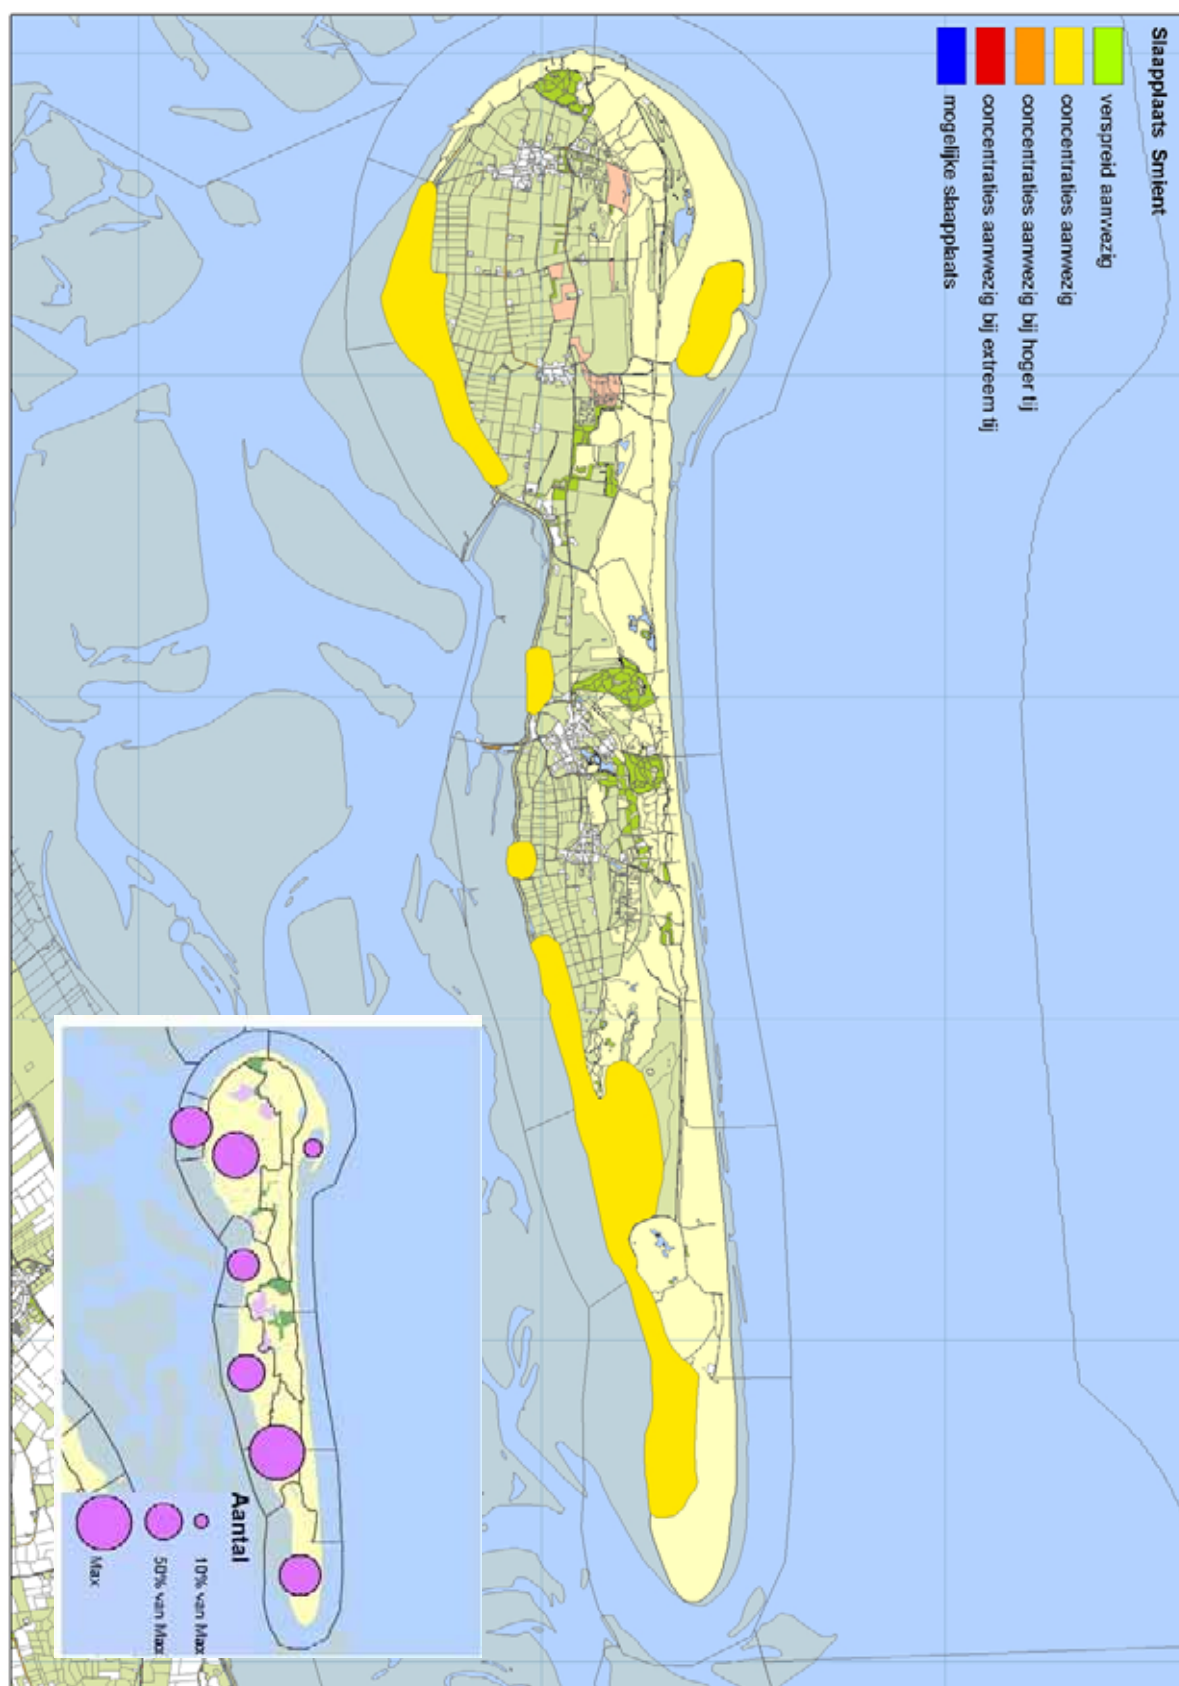 Slaapplaats Smient
verspreid aanwezig
concentraties aanwezig
concentraties aanwezig bij hoger tij
concentraties aanwezig bij extreem tij
mogelijke slaapplaats
Aantal
10% van Max
50% van Max
Max